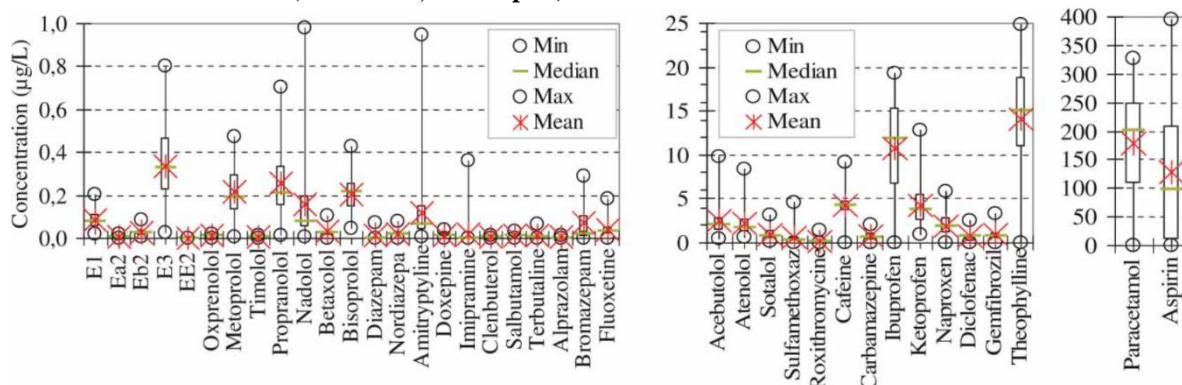 Concentration (µg/L)
1,0
0,8
0,6
0,4
0,2
0,0
Min
Median
Max
Mean
E1
Ea2
Eb2
E3
EE2
Oxprenolol
Metoprolol
Timolol
Propranolol
Nadolol
Betaxolol
Bisoprolol
Diazepam
Nordiazepa
Amitryptyline
Doxepine
Imipramine
Clenbuterol
Salbutamol
Terbutaline
Alprazolam
Bromazepam
Fluoxetine
25
20
15
10
5
0
Min
Median
Max
Mean
Acebutolol
Atenolol
Sotalol
Sulfamethoxaz
Roxithromycine
Caféine
Carbamazepine
Ibuprofen
Ketoprofen
Naproxen
Diclofenac
Gemfibrozil
Theophylline
400
350
300
250
200
150
100
50
0
Paracetamol
Aspirin